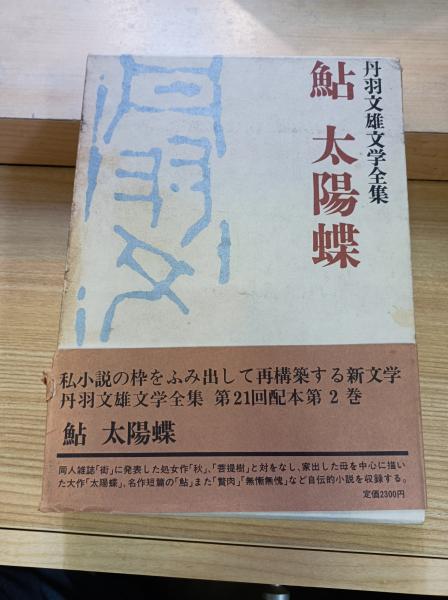 丹羽文雄文学全集
鮎 太陽蝶
丹羽文
私小説の枠をふみ出して再構築する新文学
丹羽文雄文学全集 第21回配本第2巻
鮎 太陽蝶
同人雑誌「街」に発表した処女作「秋」、「菩提樹」と対をなし、家出した母を中心に描い
た大作「太陽蝶」、名作短篇の「鮎」また「贅肉」「無慚無愧」など自伝的小説を収録する。
定価2300円